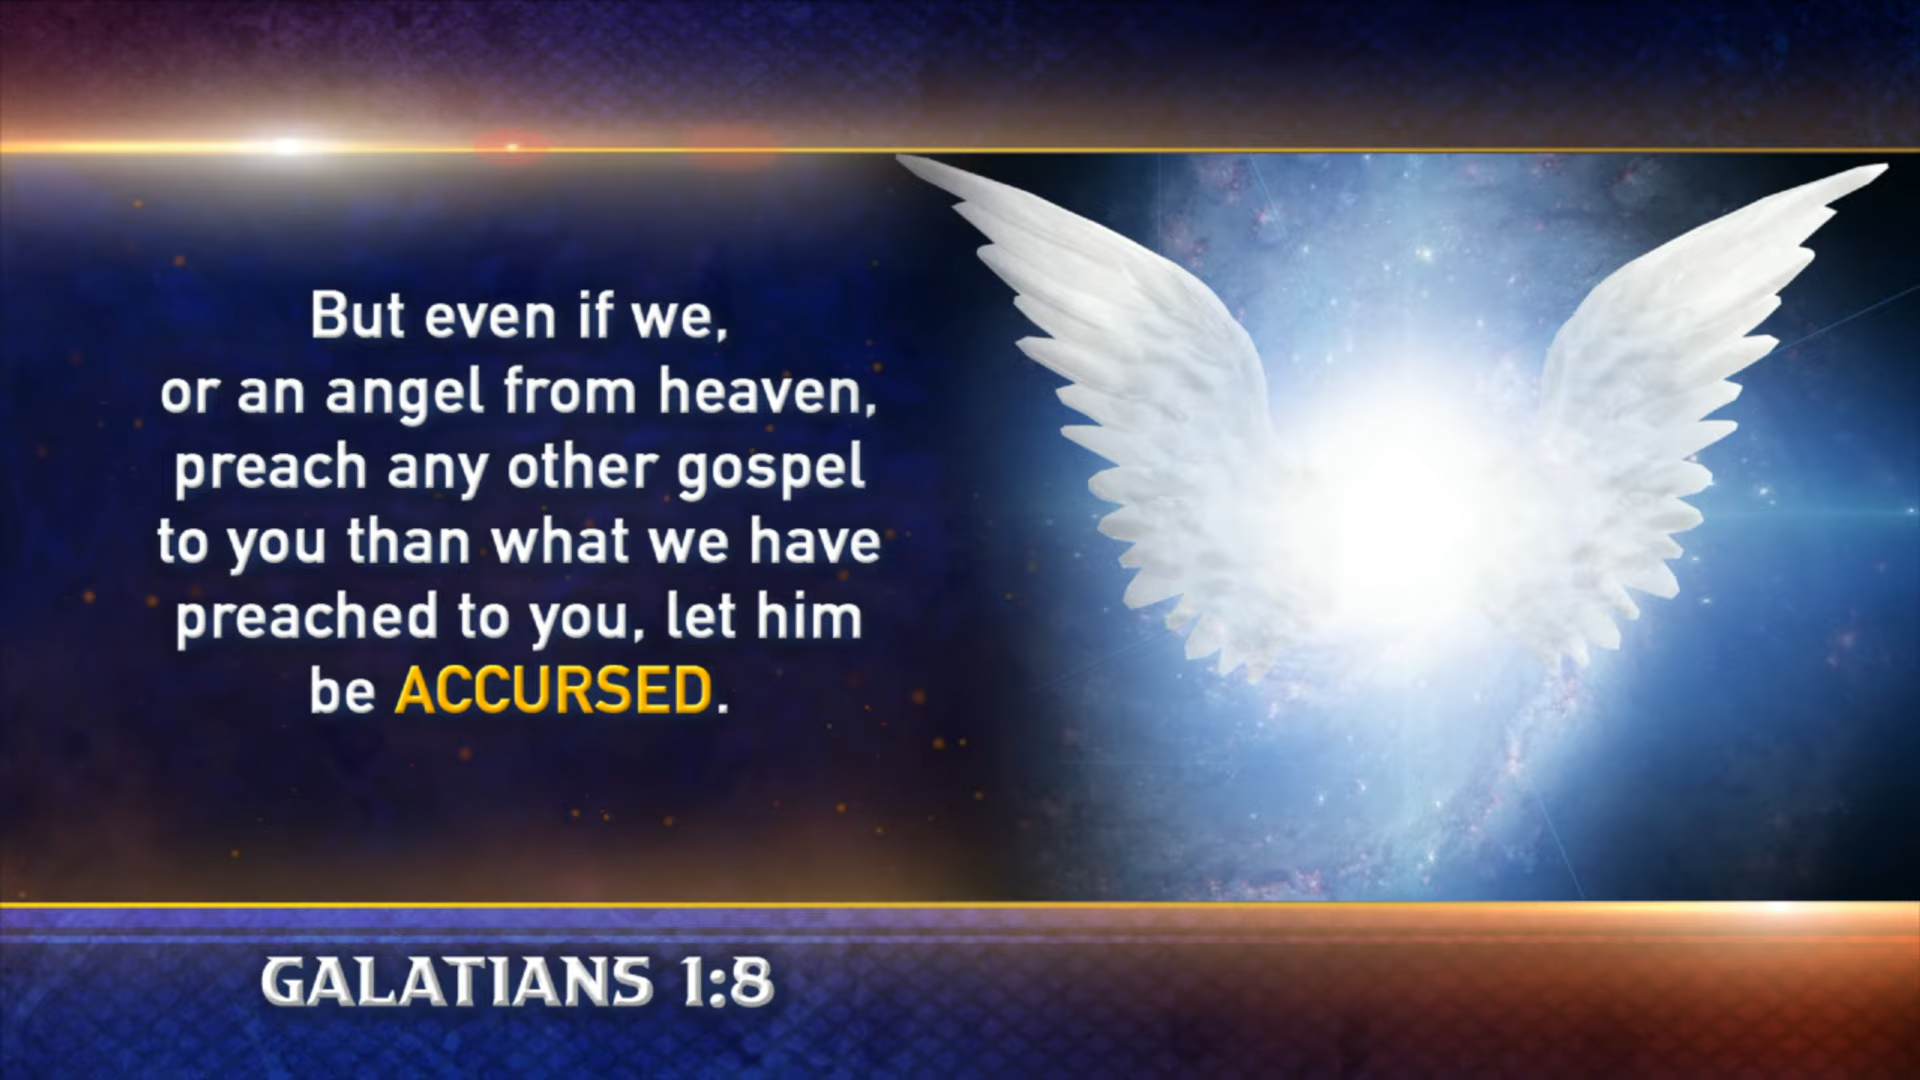 But even if we,
or an angel from heaven,
preach any other gospel
to you than what we have
preached to you, let him
be ACCURSED.
GALATIANS 1:8